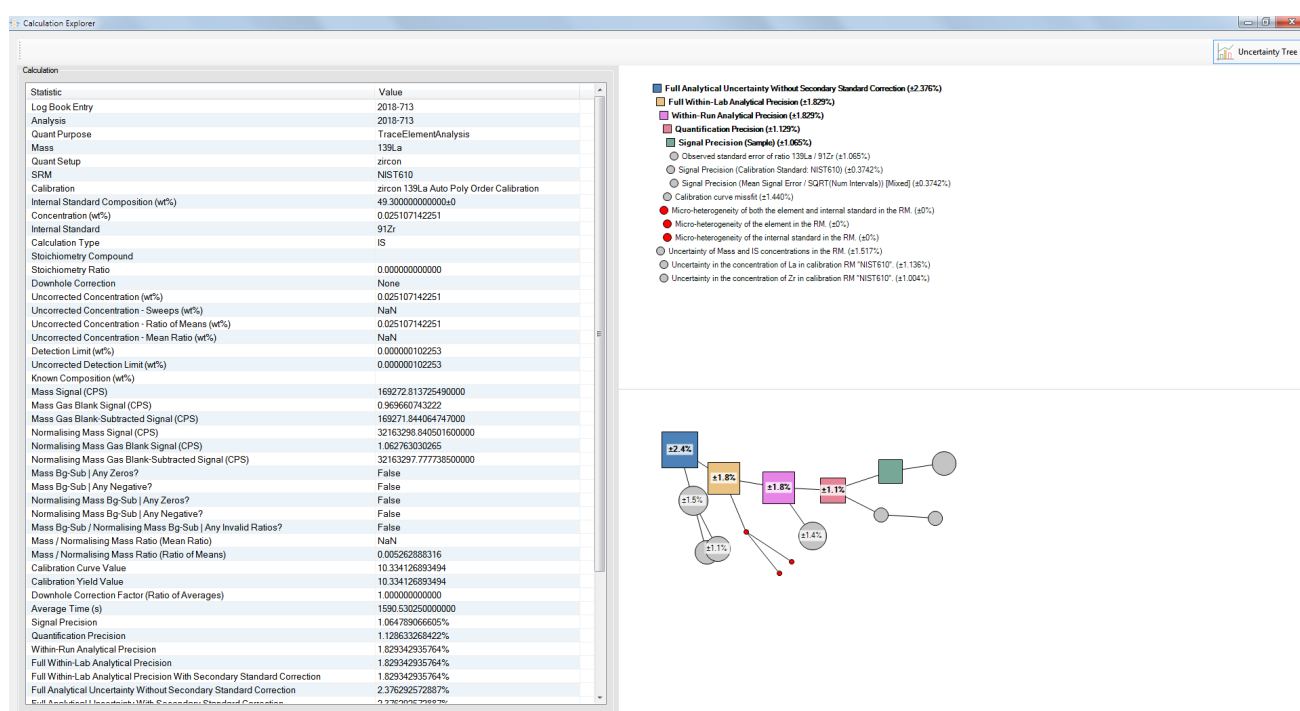 Calculation Explorer
Uncertainty Tree
Calculation
Statistic Value
Log Book Entry 2018-713
Analysis 2018-713
Quant Purpose TraceElementAnalysis
Mass 139La
Quant Setup zircon
SRM NIST610
Calibration zircon 139La Auto Poly Order Calibration
Internal Standard Composition (wt%) 49.300000000000±0
Concentration (wt%) 0.025107142251
Internal Standard 91Zr
Calculation Type IS
Stoichiometry Compound
Stoichiometry Ratio 0.000000000000
Downhole Correction None
Uncorrected Concentration (wt%) 0.025107142251
Uncorrected Concentration - Sweeps (wt%) NaN
Uncorrected Concentration - Ratio of Means (wt%) 0.025107142251
Uncorrected Concentration - Mean Ratio (wt%) NaN
Detection Limit (wt%) 0.000000102253
Uncorrected Detection Limit (wt%) 0.000000102253
Known Composition (wt%)
Mass Signal (CPS) 169272.813725490000
Mass Gas Blank Signal (CPS) 0.969660743222
Mass Gas Blank-Subtracted Signal (CPS) 169271.844064747000
Normalising Mass Signal (CPS) 32163298.840501600000
Normalising Mass Gas Blank Signal (CPS) 1.062763030265
Normalising Mass Gas Blank-Subtracted Signal (CPS) 32163297.777738500000
Mass Bg-Sub | Any Zeros? False
Mass Bg-Sub | Any Negative? False
Normalising Mass Bg-Sub | Any Zeros? False
Normalising Mass Bg-Sub | Any Negative? False
Mass Bg-Sub / Normalising Mass Bg-Sub | Any Invalid Ratios? False
Mass / Normalising Mass Ratio (Mean Ratio) NaN
Mass / Normalising Mass Ratio (Ratio of Means) 0.005262888316
Calibration Curve Value 10.334126893494
Calibration Yield Value 10.334126893494
Downhole Correction Factor (Ratio of Averages) 1.000000000000
Average Time (s) 1590.530250000000
Signal Precision 1.064789066605%
Quantification Precision 1.128633268422%
Within-Run Analytical Precision 1.829342935764%
Full Within-Lab Analytical Precision 1.829342935764%
Full Within-Lab Analytical Precision With Secondary Standard Correction 1.829342935764%
Full Analytical Uncertainty Without Secondary Standard Correction 2.376292572887%
Full Analytical Uncertainty With Secondary Standard Correction 2.376292572887%
Full Analytical Uncertainty Without Secondary Standard Correction (±2.376%)
Full Within-Lab Analytical Precision (±1.829%)
Within-Run Analytical Precision (±1.829%)
Quantification Precision (±1.129%)
Signal Precision (Sample) (±1.065%)
Observed standard error of ratio 139La / 91Zr (±1.065%)
Signal Precision (Calibration Standard: NIST610) (±0.3742%)
Signal Precision (Mean Signal Error / SQRT(Num Intervals)) [Mixed] (±0.3742%)
Calibration curve missfit (±1.440%)
Micro-heterogeneity of both the element and internal standard in the RM. (±0%)
Micro-heterogeneity of the element in the RM. (±0%)
Micro-heterogeneity of the internal standard in the RM. (±0%)
Uncertainty of Mass and IS concentrations in the RM. (±1.517%)
Uncertainty in the concentration of La in calibration RM "NIST610". (±1.136%)
Uncertainty in the concentration of Zr in calibration RM "NIST610". (±1.004%)
±2.4%
±1.8%
±1.8%
±1.1%
±1.5%
±1.4%
±1.1%